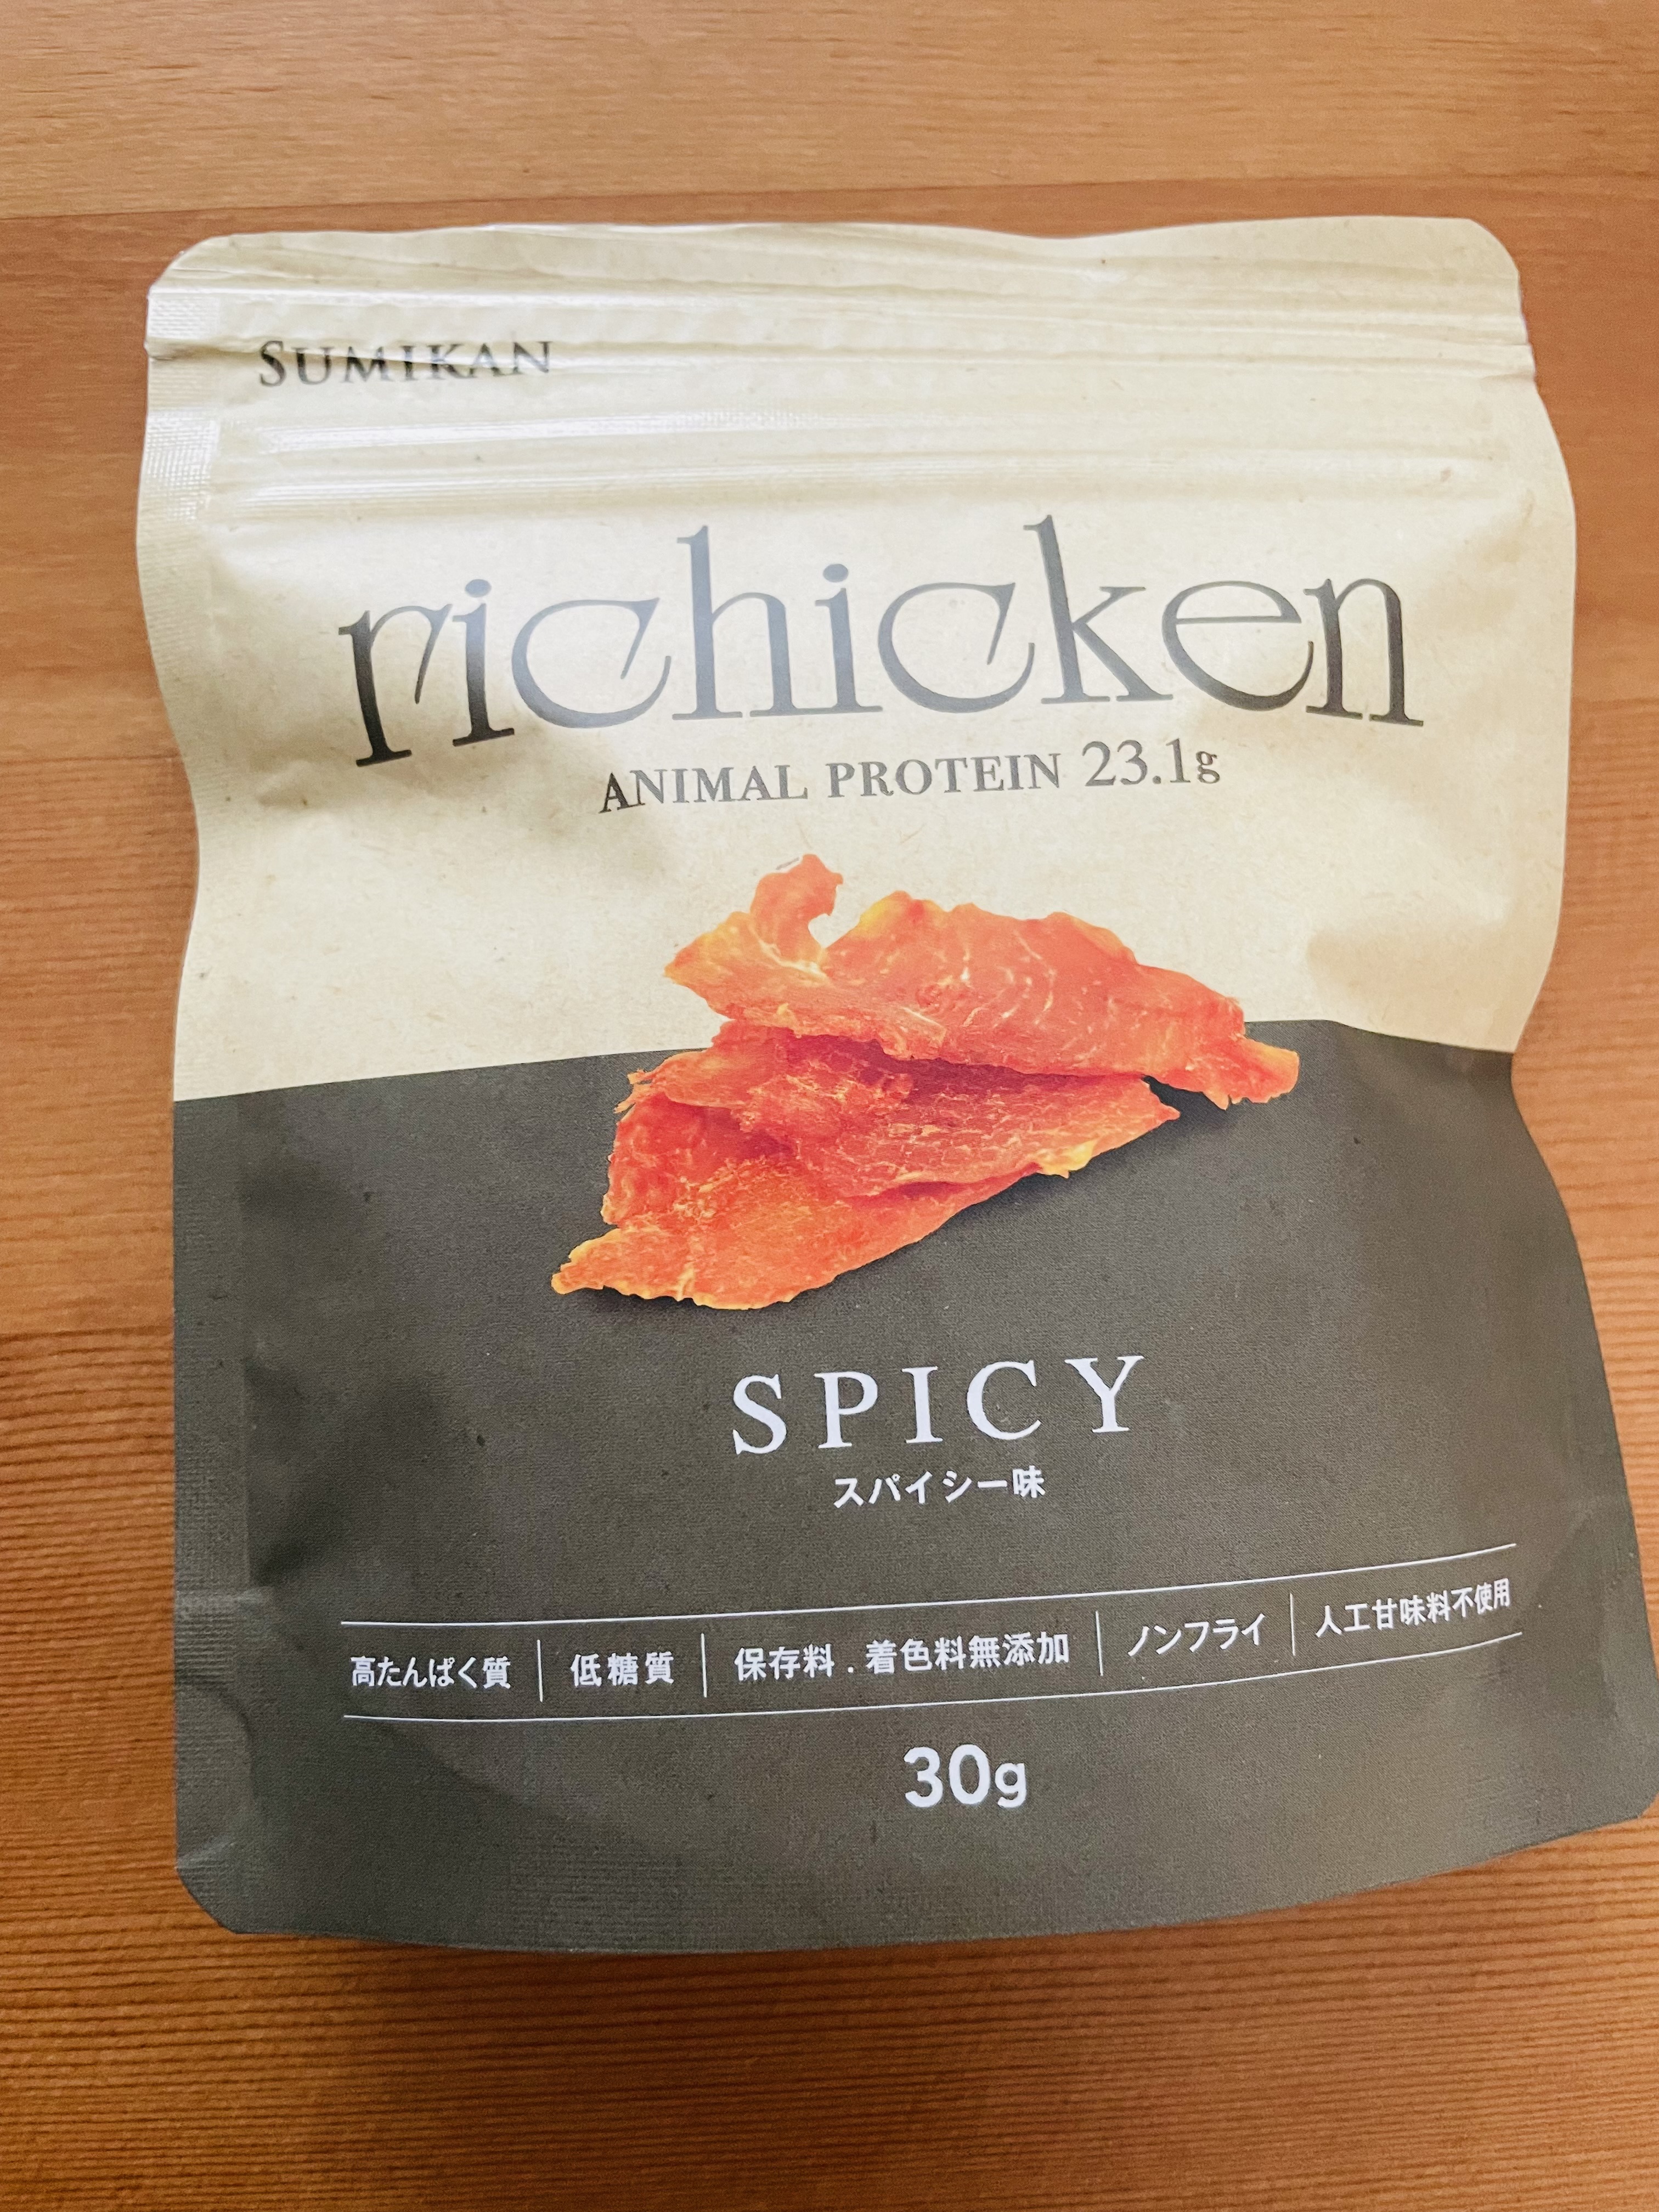 SUMIKAN
richicken
ANIMAL PROTEIN 23.1g
SPICY
スパイシー味
高たんぱく質 | 低糖質 | 保存料.着色料無添加 | ノンフライ | 人工甘味料不使用
30g